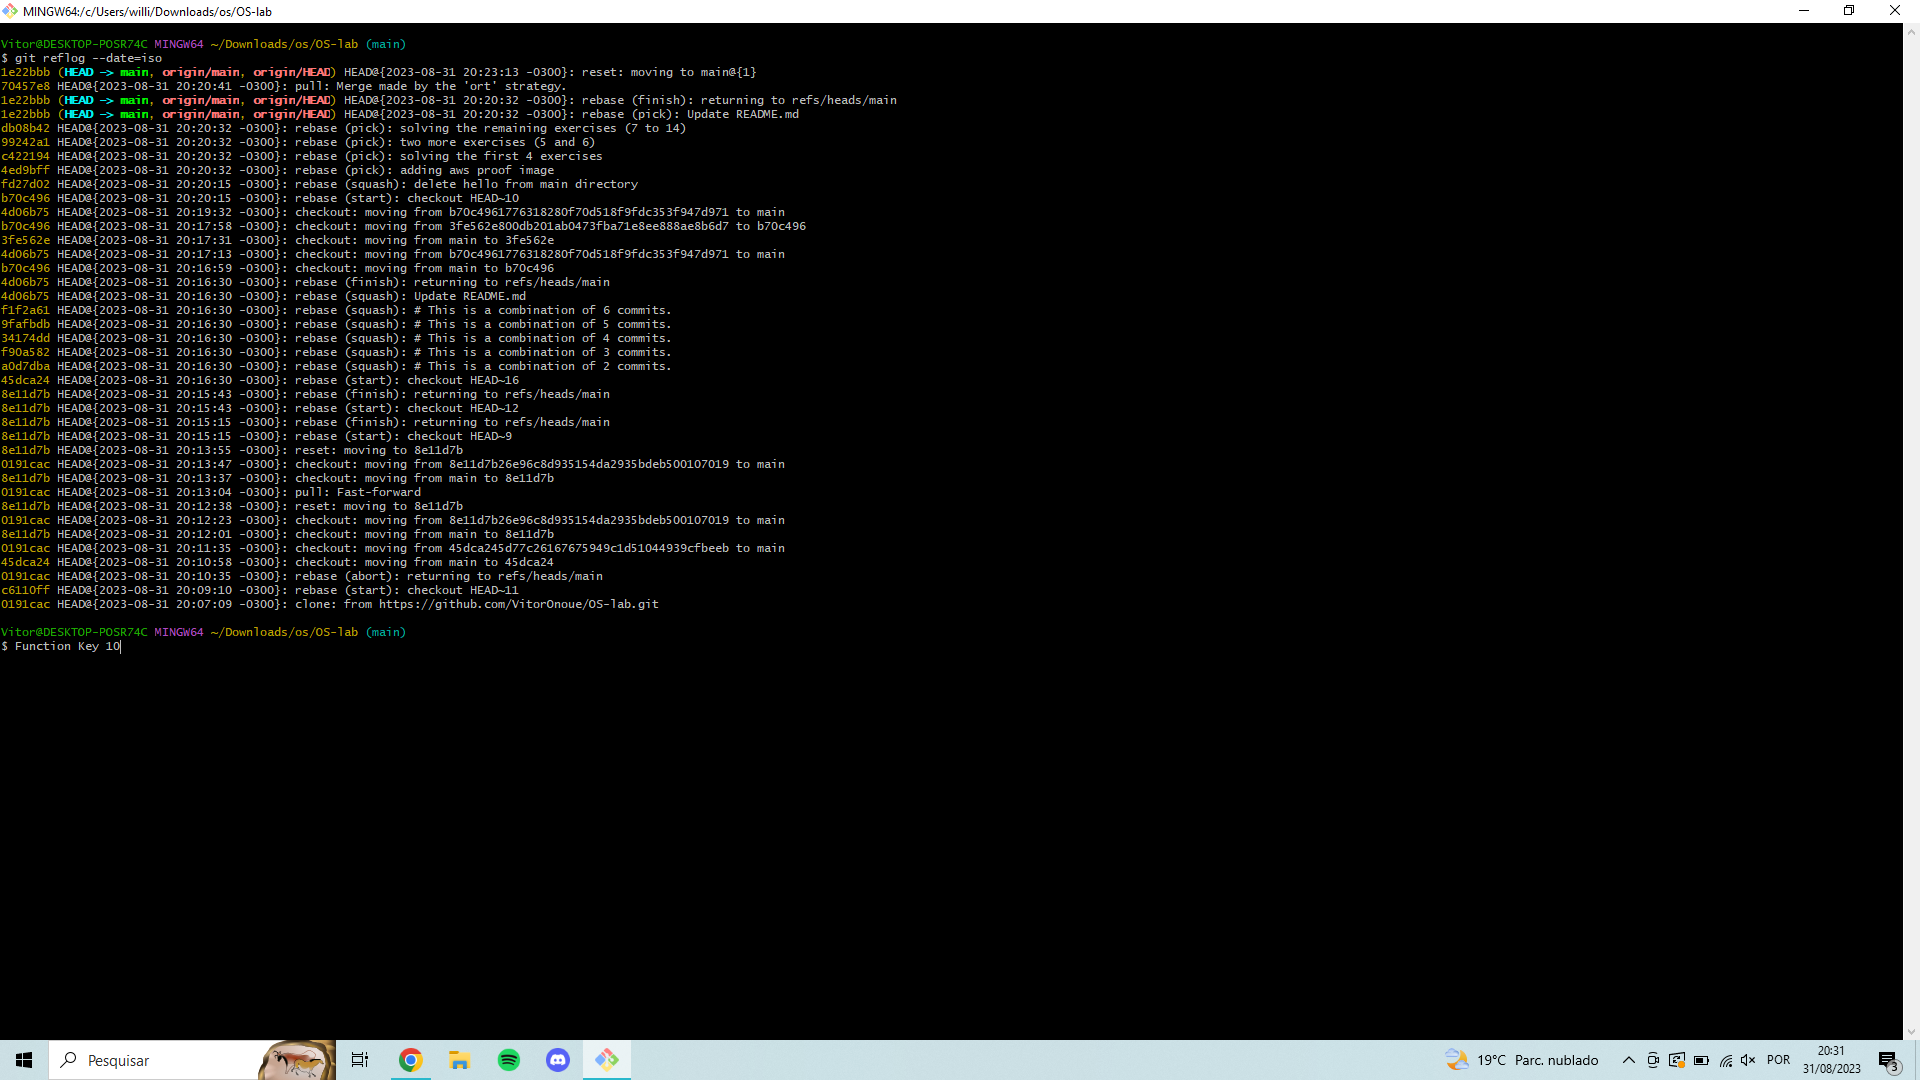 MINGW64:/c/Users/willi/Downloads/os/OS-lab
Vitor@DESKTOP-POSR74C MINGW64 ~/Downloads/os/OS-lab (main)
$ git reflog --date=iso
1e22bbb (HEAD -> main, origin/main, origin/HEAD) HEAD@{2023-08-31 20:23:13 -0300}: reset: moving to main@{1}
70457e8 HEAD@{2023-08-31 20:20:41 -0300}: pull: Merge made by the 'ort' strategy.
1e22bbb (HEAD -> main, origin/main, origin/HEAD) HEAD@{2023-08-31 20:20:32 -0300}: rebase (finish): returning to refs/heads/main
1e22bbb (HEAD -> main, origin/main, origin/HEAD) HEAD@{2023-08-31 20:20:32 -0300}: rebase (pick): Update README.md
db08b42 HEAD@{2023-08-31 20:20:32 -0300}: rebase (pick): solving the remaining exercises (7 to 14)
99242a1 HEAD@{2023-08-31 20:20:32 -0300}: rebase (pick): two more exercises (5 and 6)
c422194 HEAD@{2023-08-31 20:20:32 -0300}: rebase (pick): solving the first 4 exercises
4ed9bff HEAD@{2023-08-31 20:20:32 -0300}: rebase (pick): adding aws proof image
fd27d02 HEAD@{2023-08-31 20:20:15 -0300}: rebase (squash): delete hello from main directory
b70c496 HEAD@{2023-08-31 20:20:15 -0300}: rebase (start): checkout HEAD~10
4d06b75 HEAD@{2023-08-31 20:19:32 -0300}: checkout: moving from b70c4961776318280f70d518f9fdc353f947d971 to main
b70c496 HEAD@{2023-08-31 20:17:58 -0300}: checkout: moving from 3fe562e800db201ab0473fba71e8ee888ae8b6d7 to b70c496
3fe562e HEAD@{2023-08-31 20:17:31 -0300}: checkout: moving from main to 3fe562e
4d06b75 HEAD@{2023-08-31 20:17:13 -0300}: checkout: moving from b70c4961776318280f70d518f9fdc353f947d971 to main
b70c496 HEAD@{2023-08-31 20:16:59 -0300}: checkout: moving from main to b70c496
4d06b75 HEAD@{2023-08-31 20:16:30 -0300}: rebase (finish): returning to refs/heads/main
4d06b75 HEAD@{2023-08-31 20:16:30 -0300}: rebase (squash): Update README.md
f1f2a61 HEAD@{2023-08-31 20:16:30 -0300}: rebase (squash): # This is a combination of 6 commits.
9fafbdb HEAD@{2023-08-31 20:16:30 -0300}: rebase (squash): # This is a combination of 5 commits.
34174dd HEAD@{2023-08-31 20:16:30 -0300}: rebase (squash): # This is a combination of 4 commits.
f90a582 HEAD@{2023-08-31 20:16:30 -0300}: rebase (squash): # This is a combination of 3 commits.
a0d7dba HEAD@{2023-08-31 20:16:30 -0300}: rebase (squash): # This is a combination of 2 commits.
45dca24 HEAD@{2023-08-31 20:16:30 -0300}: rebase (start): checkout HEAD~16
8e11d7b HEAD@{2023-08-31 20:15:43 -0300}: rebase (finish): returning to refs/heads/main
8e11d7b HEAD@{2023-08-31 20:15:43 -0300}: rebase (start): checkout HEAD~12
8e11d7b HEAD@{2023-08-31 20:15:15 -0300}: rebase (finish): returning to refs/heads/main
8e11d7b HEAD@{2023-08-31 20:15:15 -0300}: rebase (start): checkout HEAD~9
8e11d7b HEAD@{2023-08-31 20:13:55 -0300}: reset: moving to 8e11d7b
0191cac HEAD@{2023-08-31 20:13:47 -0300}: checkout: moving from 8e11d7b26e96c8d935154da2935bdeb500107019 to main
8e11d7b HEAD@{2023-08-31 20:13:37 -0300}: checkout: moving from main to 8e11d7b
0191cac HEAD@{2023-08-31 20:13:04 -0300}: pull: Fast-forward
8e11d7b HEAD@{2023-08-31 20:12:38 -0300}: reset: moving to 8e11d7b
0191cac HEAD@{2023-08-31 20:12:23 -0300}: checkout: moving from 8e11d7b26e96c8d935154da2935bdeb500107019 to main
8e11d7b HEAD@{2023-08-31 20:12:01 -0300}: checkout: moving from main to 8e11d7b
0191cac HEAD@{2023-08-31 20:11:35 -0300}: checkout: moving from 45dca245d77c26167675949c1d51044939cfbeeb to main
45dca24 HEAD@{2023-08-31 20:10:58 -0300}: checkout: moving from main to 45dca24
0191cac HEAD@{2023-08-31 20:10:35 -0300}: rebase (abort): returning to refs/heads/main
c6110ff HEAD@{2023-08-31 20:09:10 -0300}: rebase (start): checkout HEAD~11
0191cac HEAD@{2023-08-31 20:07:09 -0300}: clone: from https://github.com/VitorOnoue/OS-lab.git
Vitor@DESKTOP-POSR74C MINGW64 ~/Downloads/os/OS-lab (main)
$ Function Key 10
Pesquisar
19°C Parc. nublado
POR
20:31
31/08/2023
3